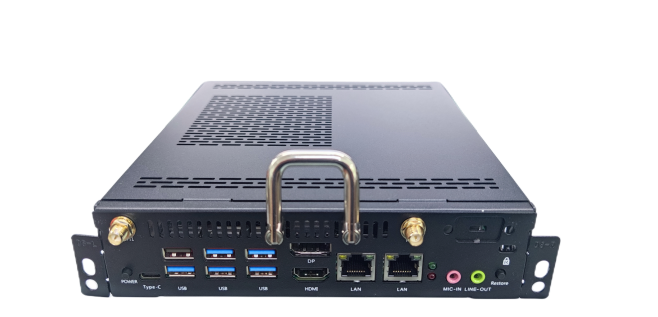 DP
POWER
Type-C
USB
USB
USB
HDMI
LAN
LAN
MIC-IN
LINE-OUT
Restore